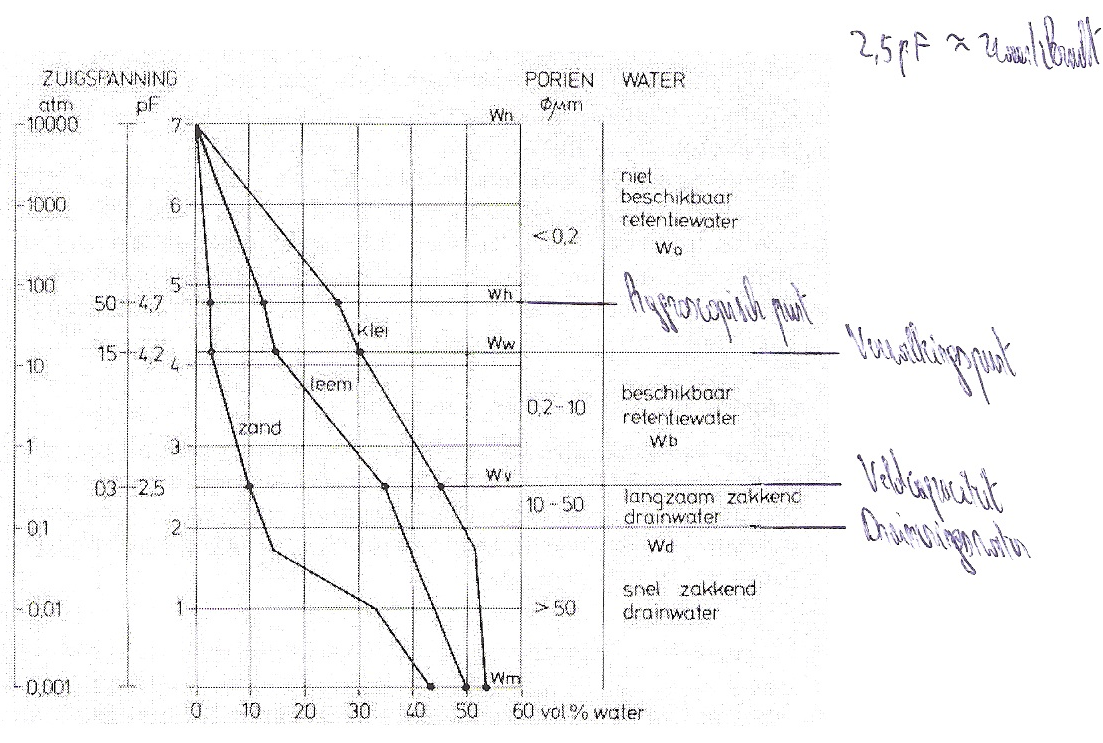 2,5 pF ≈
ZUIGSPANNING PORIEN WATER
atm pF ϕμm
10000 7 Wn
niet
beschikbaar
1000 6 retentiewater
<0,2 Wo
100 5
50 4,7 Wh Hygroscopisch punt
klei
15 4,2 Ww Verwelkingspunt
10 4
leem
beschikbaar
0,2-10 retentiewater
zand Wb
1 3
Wv Veldcapaciteit
03 2,5
10-50 langzaam zakkend
drainwater
0,1 2 Draineringswater
Wd
snel zakkend
0,01 1 >50 drainwater
0,001 Wm
0 10 20 30 40 50 60 vol % water